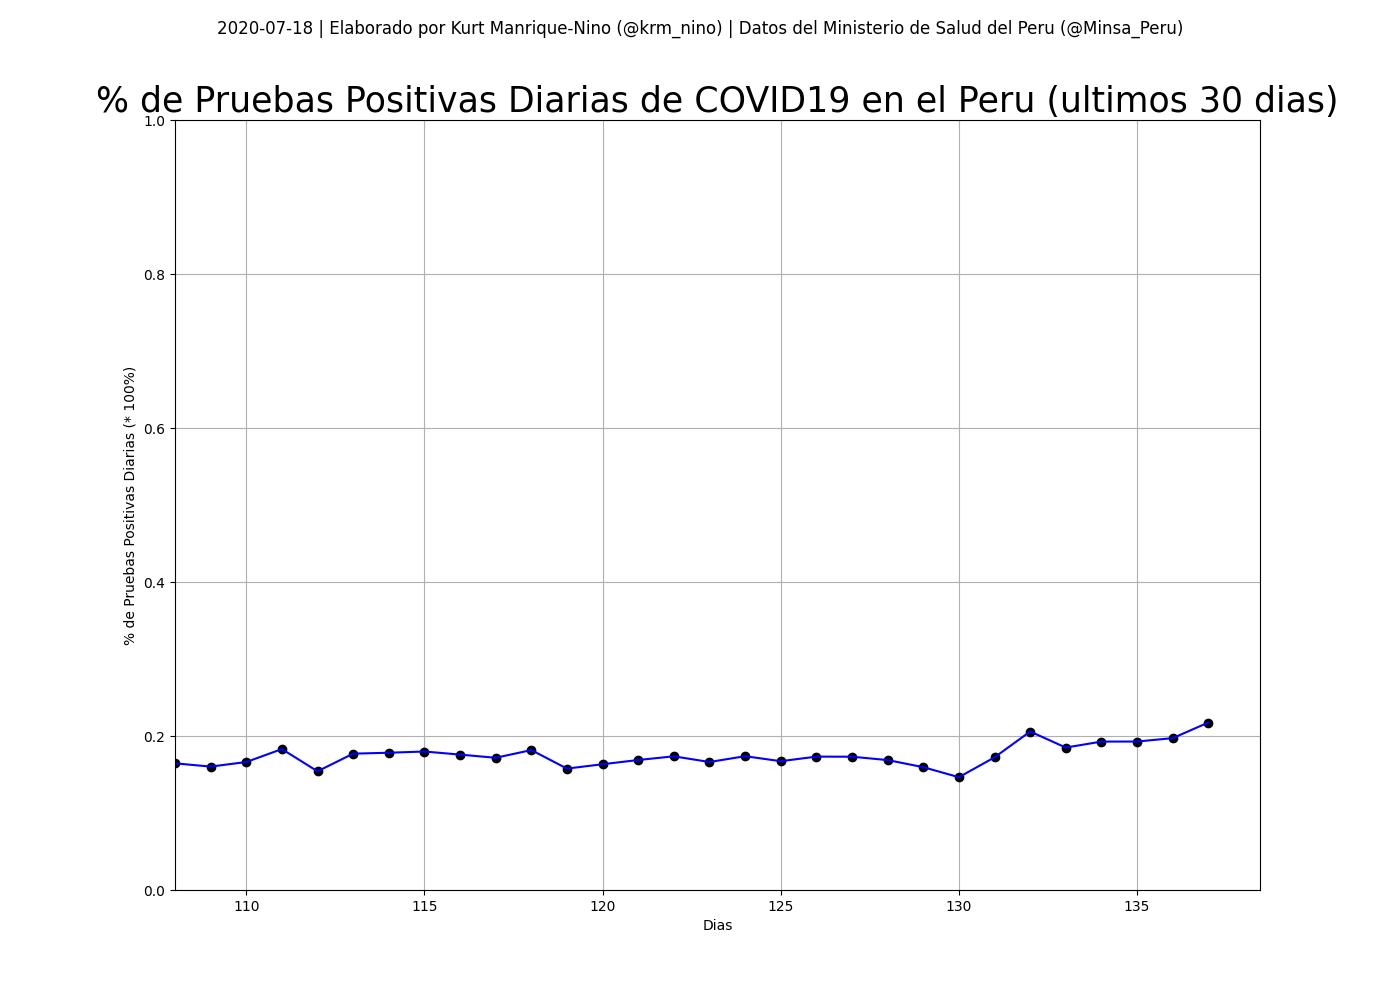 2020-07-18 | Elaborado por Kurt Manrique-Nino (@krm_nino) | Datos del Ministerio de Salud del Peru (@Minsa_Peru)
% de Pruebas Positivas Diarias de COVID19 en el Peru (ultimos 30 dias)
1.0
0.8
0.6
0.4
0.2
0.0
% de Pruebas Positivas Diarias (* 100%)
110 115 120 125 130 135
Dias